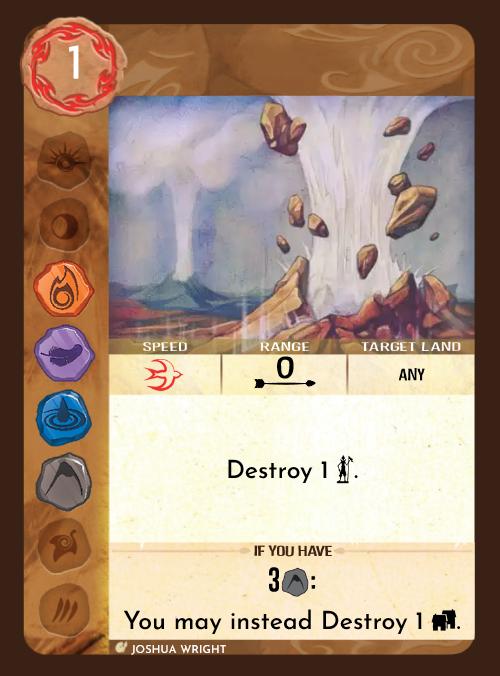 1
SPEED RANGE TARGET LAND
0 ANY
Destroy 1 .
IF YOU HAVE
3 :
You may instead Destroy 1 .
JOSHUA WRIGHT